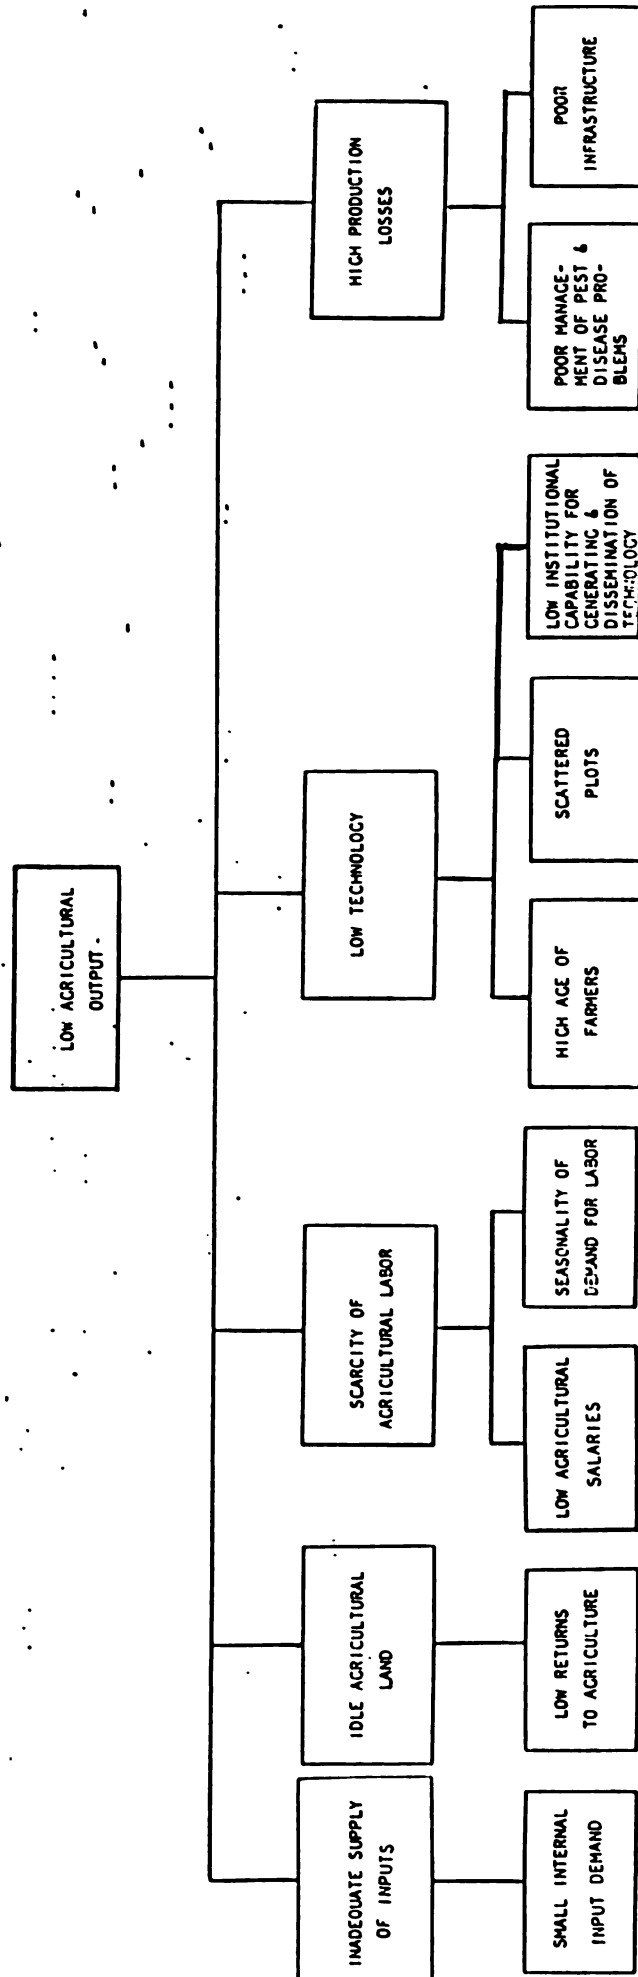 LOW AGRICULTURAL
OUTPUT
INADEQUATE SUPPLY
OF INPUTS
IDLE AGRICULTURAL
LAND
SCARCITY OF
AGRICULTURAL LABOR
LOW TECHNOLOGY
HIGH PRODUCTION
LOSSES
SMALL INTERNAL
INPUT DEMAND
LOW RETURNS
TO AGRICULTURE
LOW AGRICULTURAL
SALARIES
SEASONALITY OF
DEMAND FOR LABOR
HIGH AGE OF
FARMERS
SCATTERED
PLOTS
LOW INSTITUTIONAL
CAPABILITY FOR
GENERATING &
DISSEMINATION OF
TECHNOLOGY
POOR MANAGE-
MENT OF PEST &
DISEASE PRO-
BLEMS
POOR
INFRASTRUCTURE